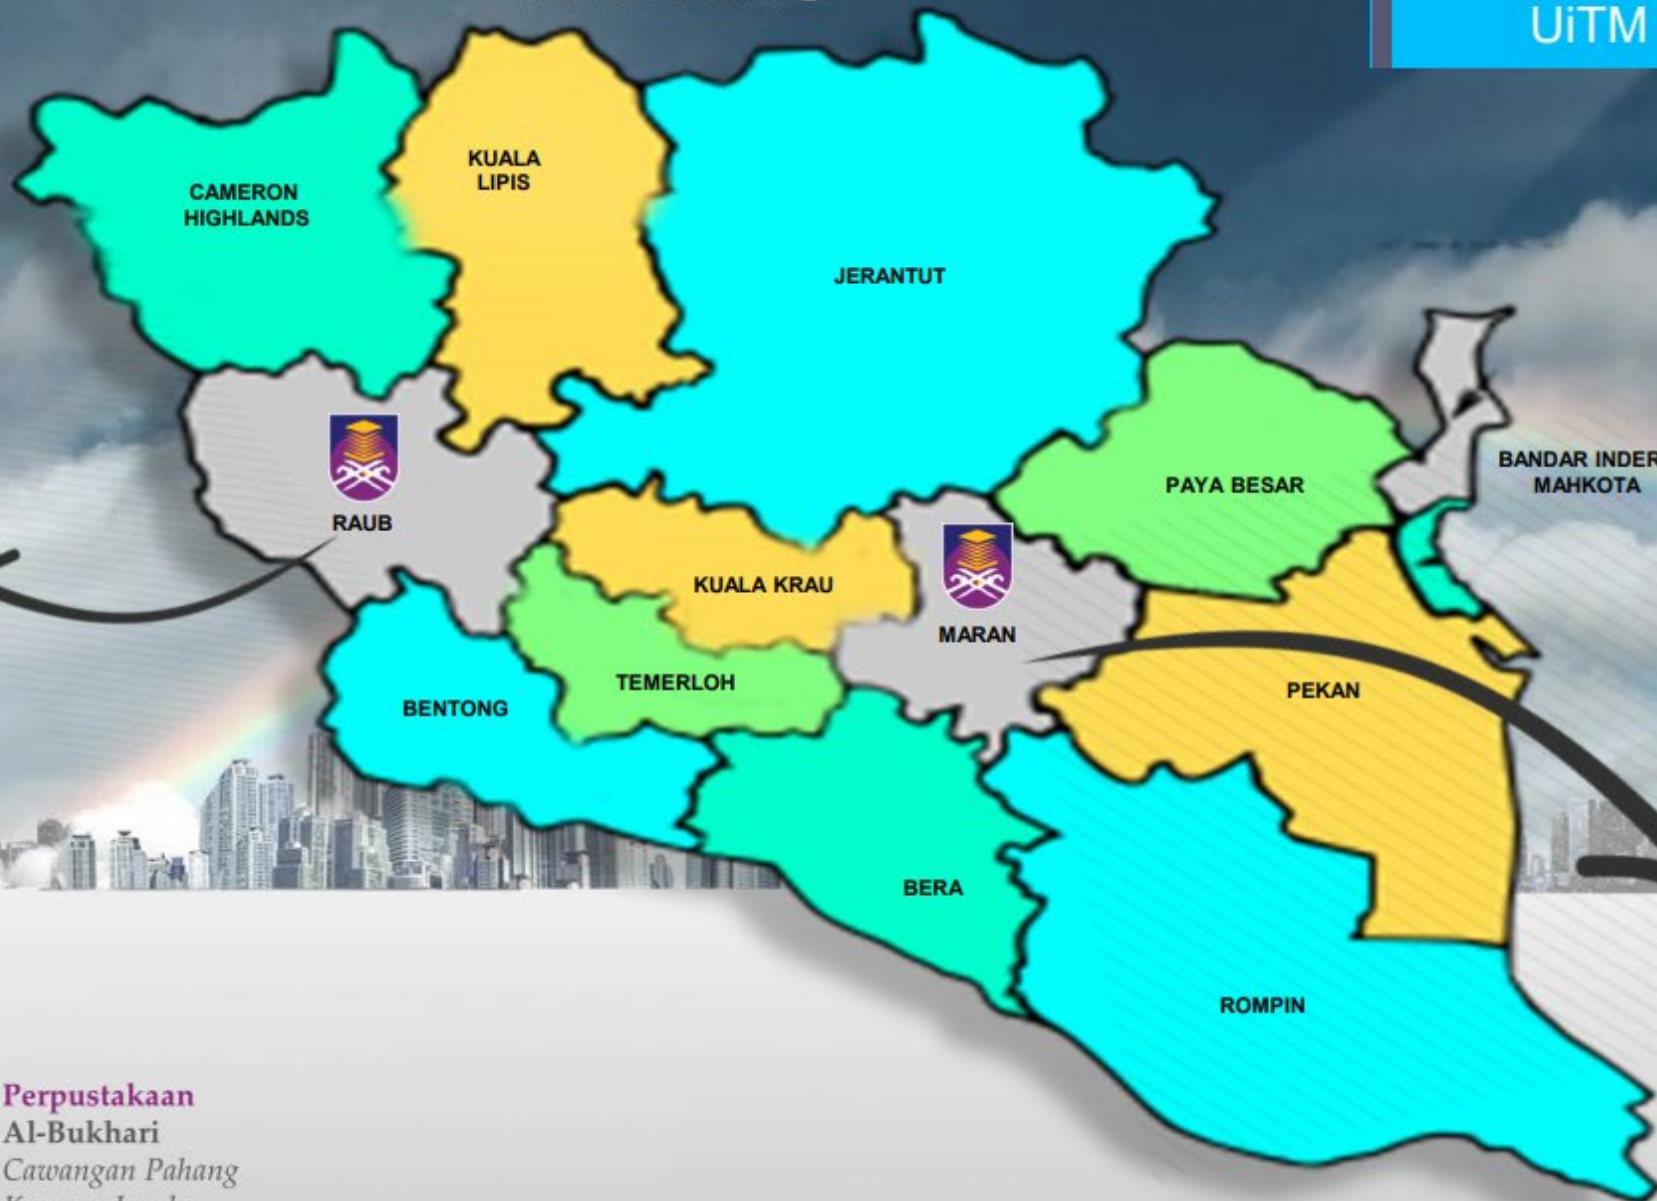 UiTM
KUALA
LIPIS
CAMERON
HIGHLANDS
JERANTUT
BANDAR INDER
MAHKOTA
PAYA BESAR
RAUB
KUALA KRAU
MARAN
TEMERLOH
PEKAN
BENTONG
BERA
ROMPIN
Perpustakaan
Al-Bukhari
Cawangan Pahang